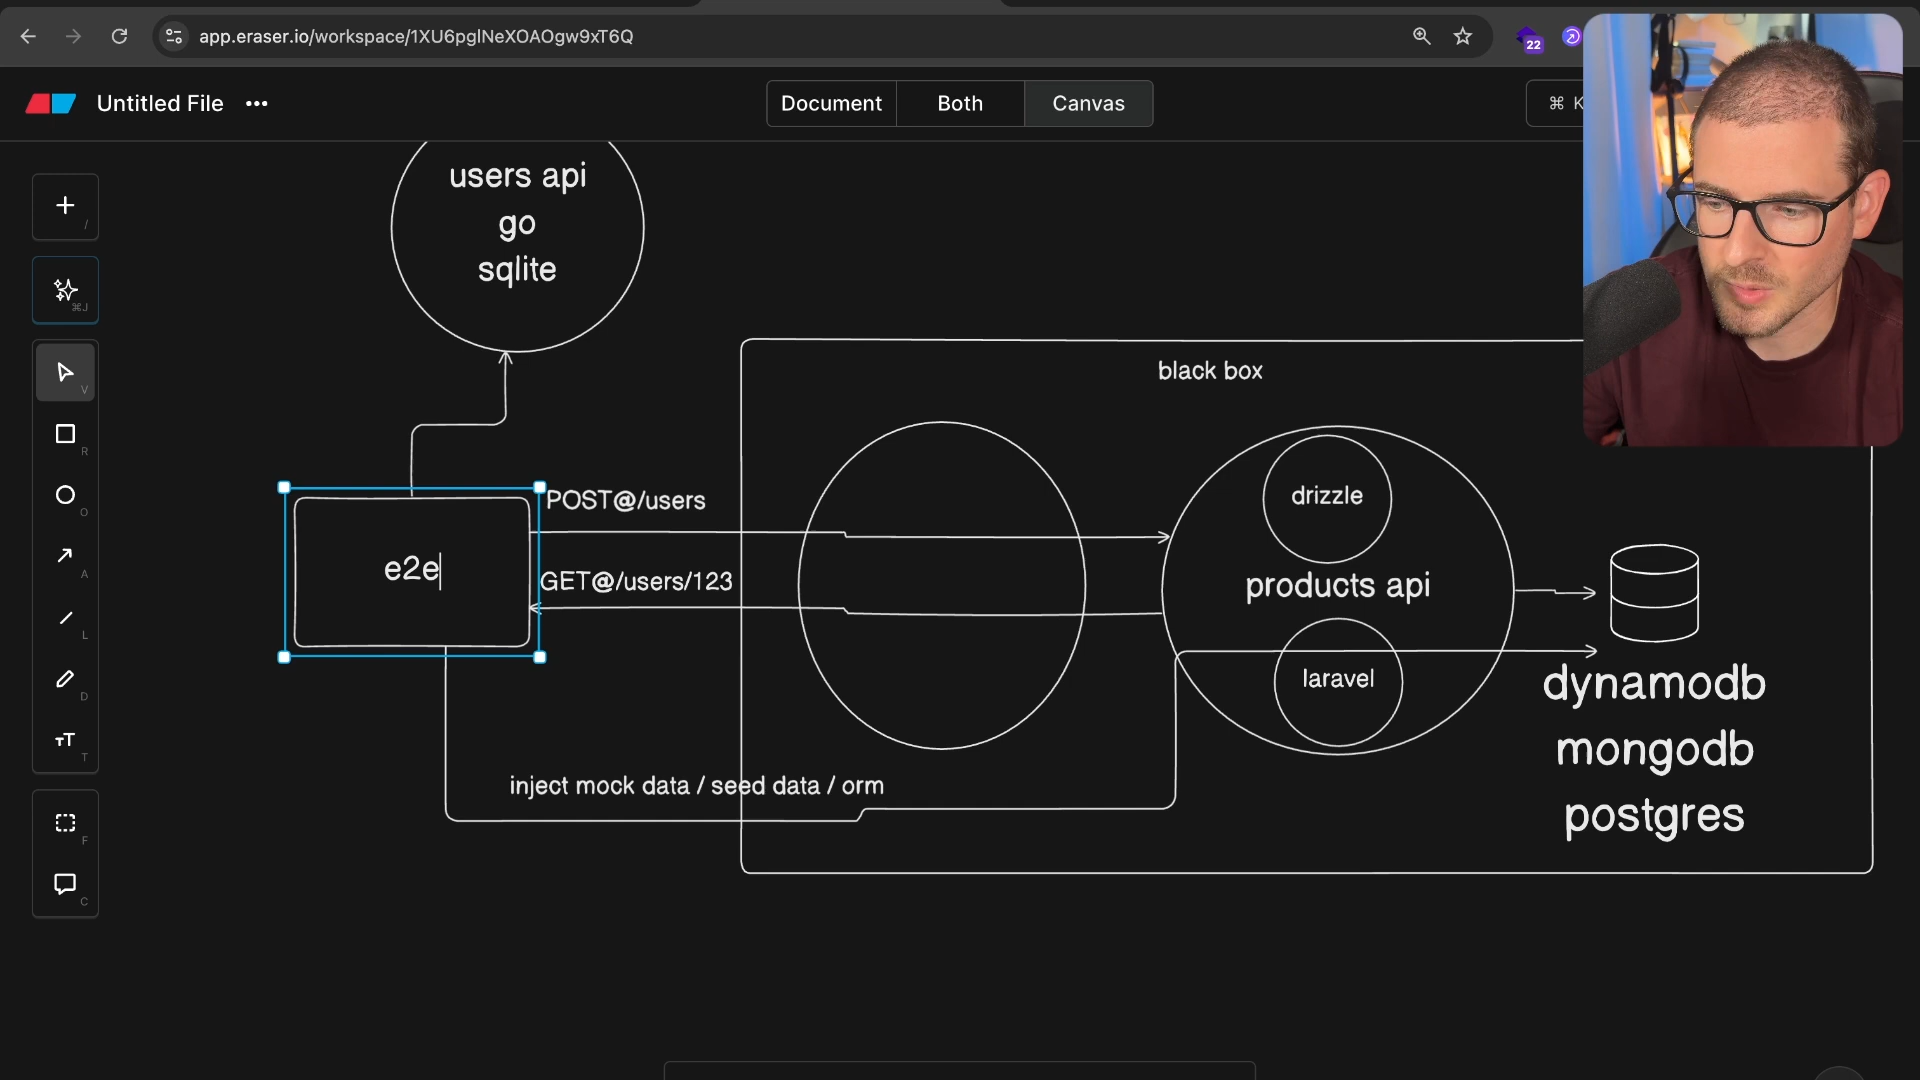 app.eraser.io/workspace/1XU6pglNeXOAOgw9xT6Q
22
Untitled File
Document
Both
Canvas
⌘ K
/
⌘J
V
R
O
A
L
D
T
F
C
users api
go
sqlite
black box
POST@/users
GET@/users/123
e2e
drizzle
products api
laravel
dynamodb
mongodb
postgres
inject mock data / seed data / orm